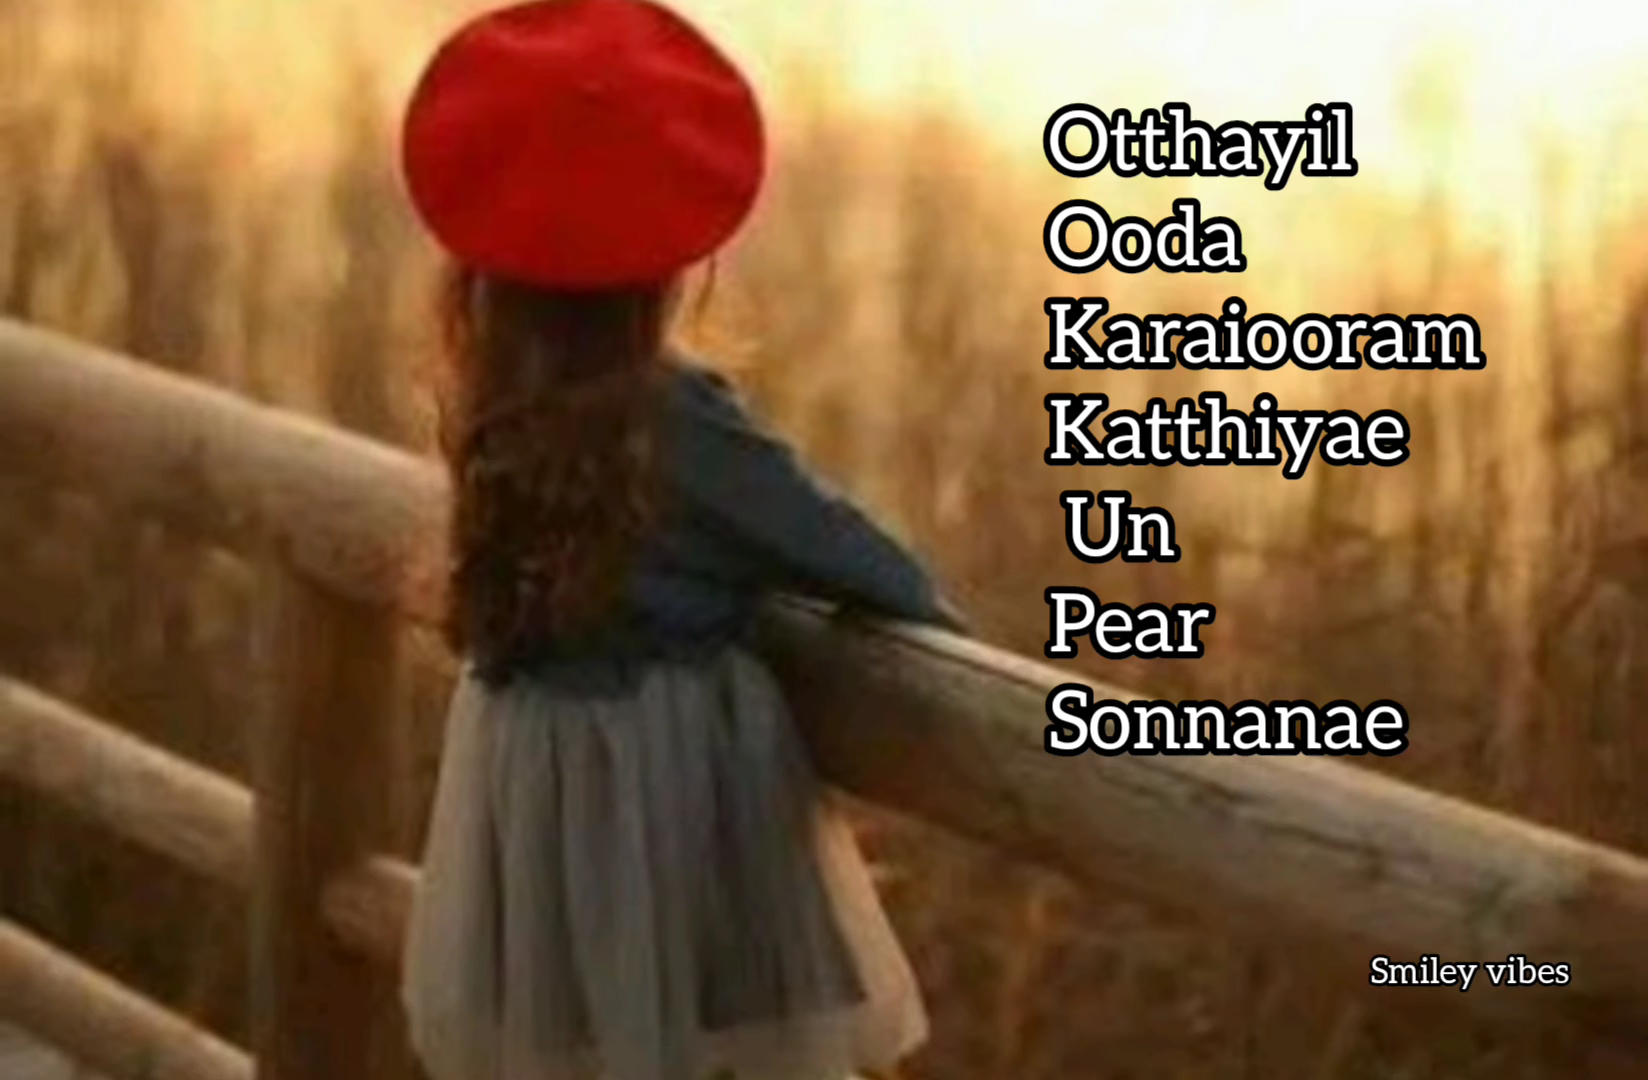 Otthayil
Ooda
Karaiooram
Katthiyae
Un
Pear
Sonnanae
Smiley vibes